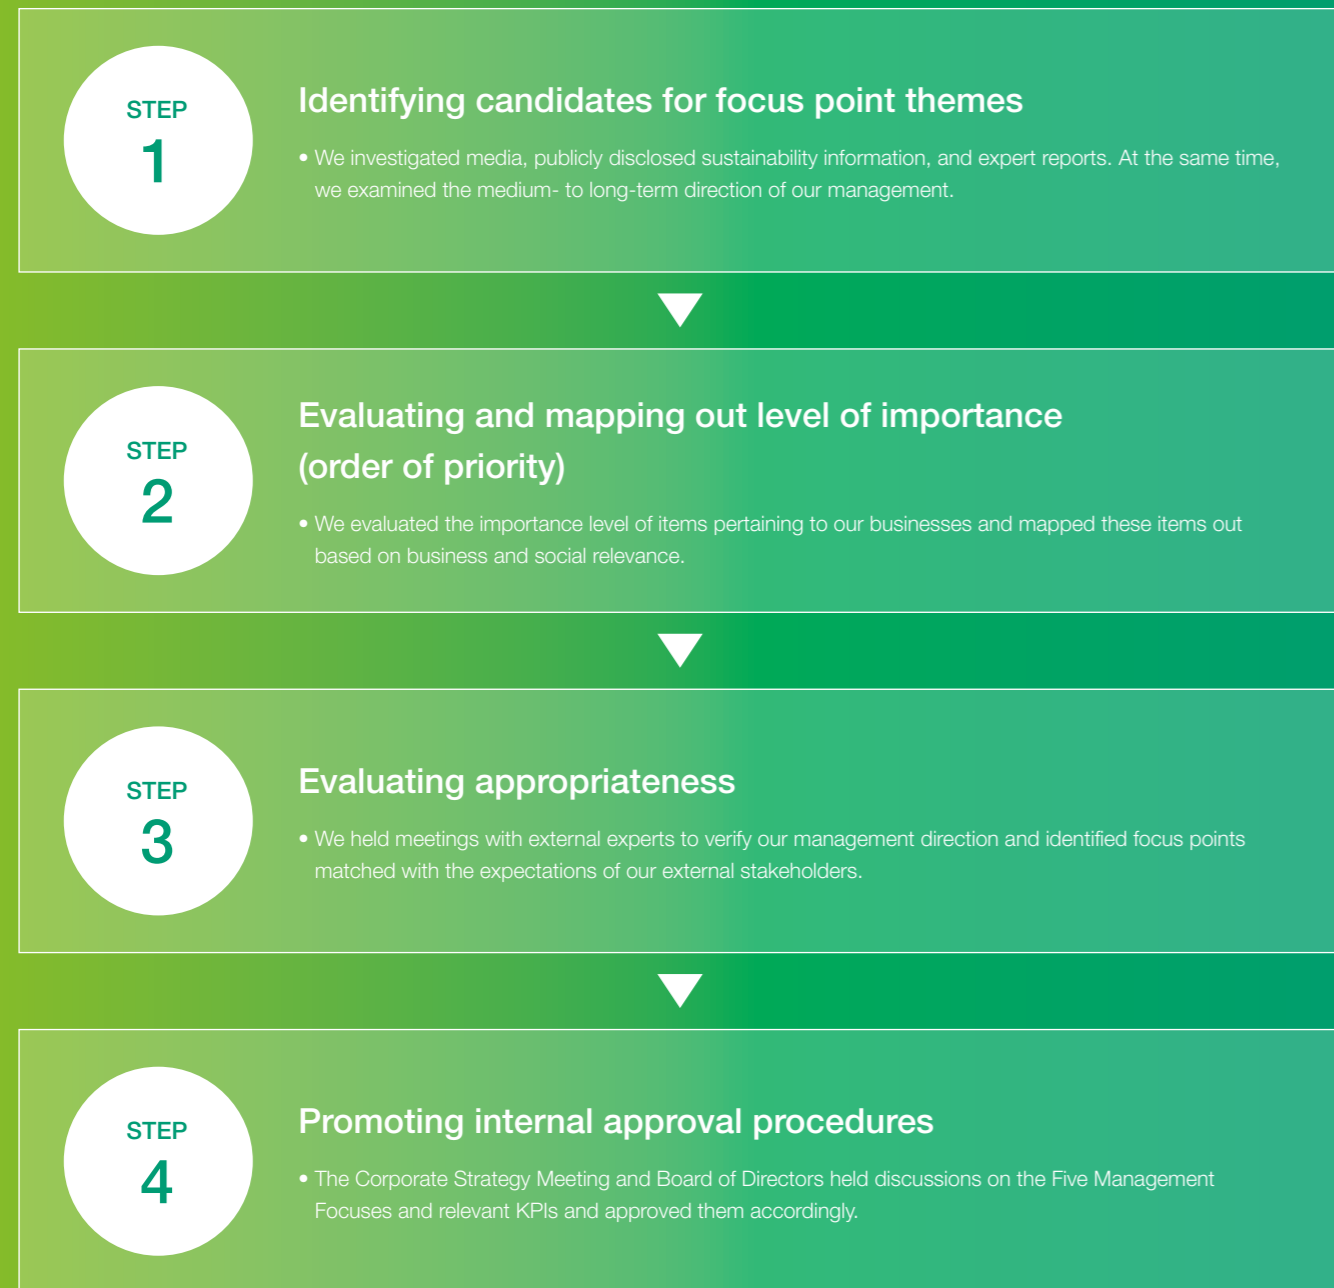 STEP
1
Identifying candidates for focus point themes
• We investigated media, publicly disclosed sustainability information, and expert reports. At the same time,
we examined the medium- to long-term direction of our management.
STEP
2
Evaluating and mapping out level of importance
(order of priority)
• We evaluated the importance level of items pertaining to our businesses and mapped these items out
based on business and social relevance.
STEP
3
Evaluating appropriateness
• We held meetings with external experts to verify our management direction and identified focus points
matched with the expectations of our external stakeholders.
STEP
4
Promoting internal approval procedures
• The Corporate Strategy Meeting and Board of Directors held discussions on the Five Management
Focuses and relevant KPIs and approved them accordingly.